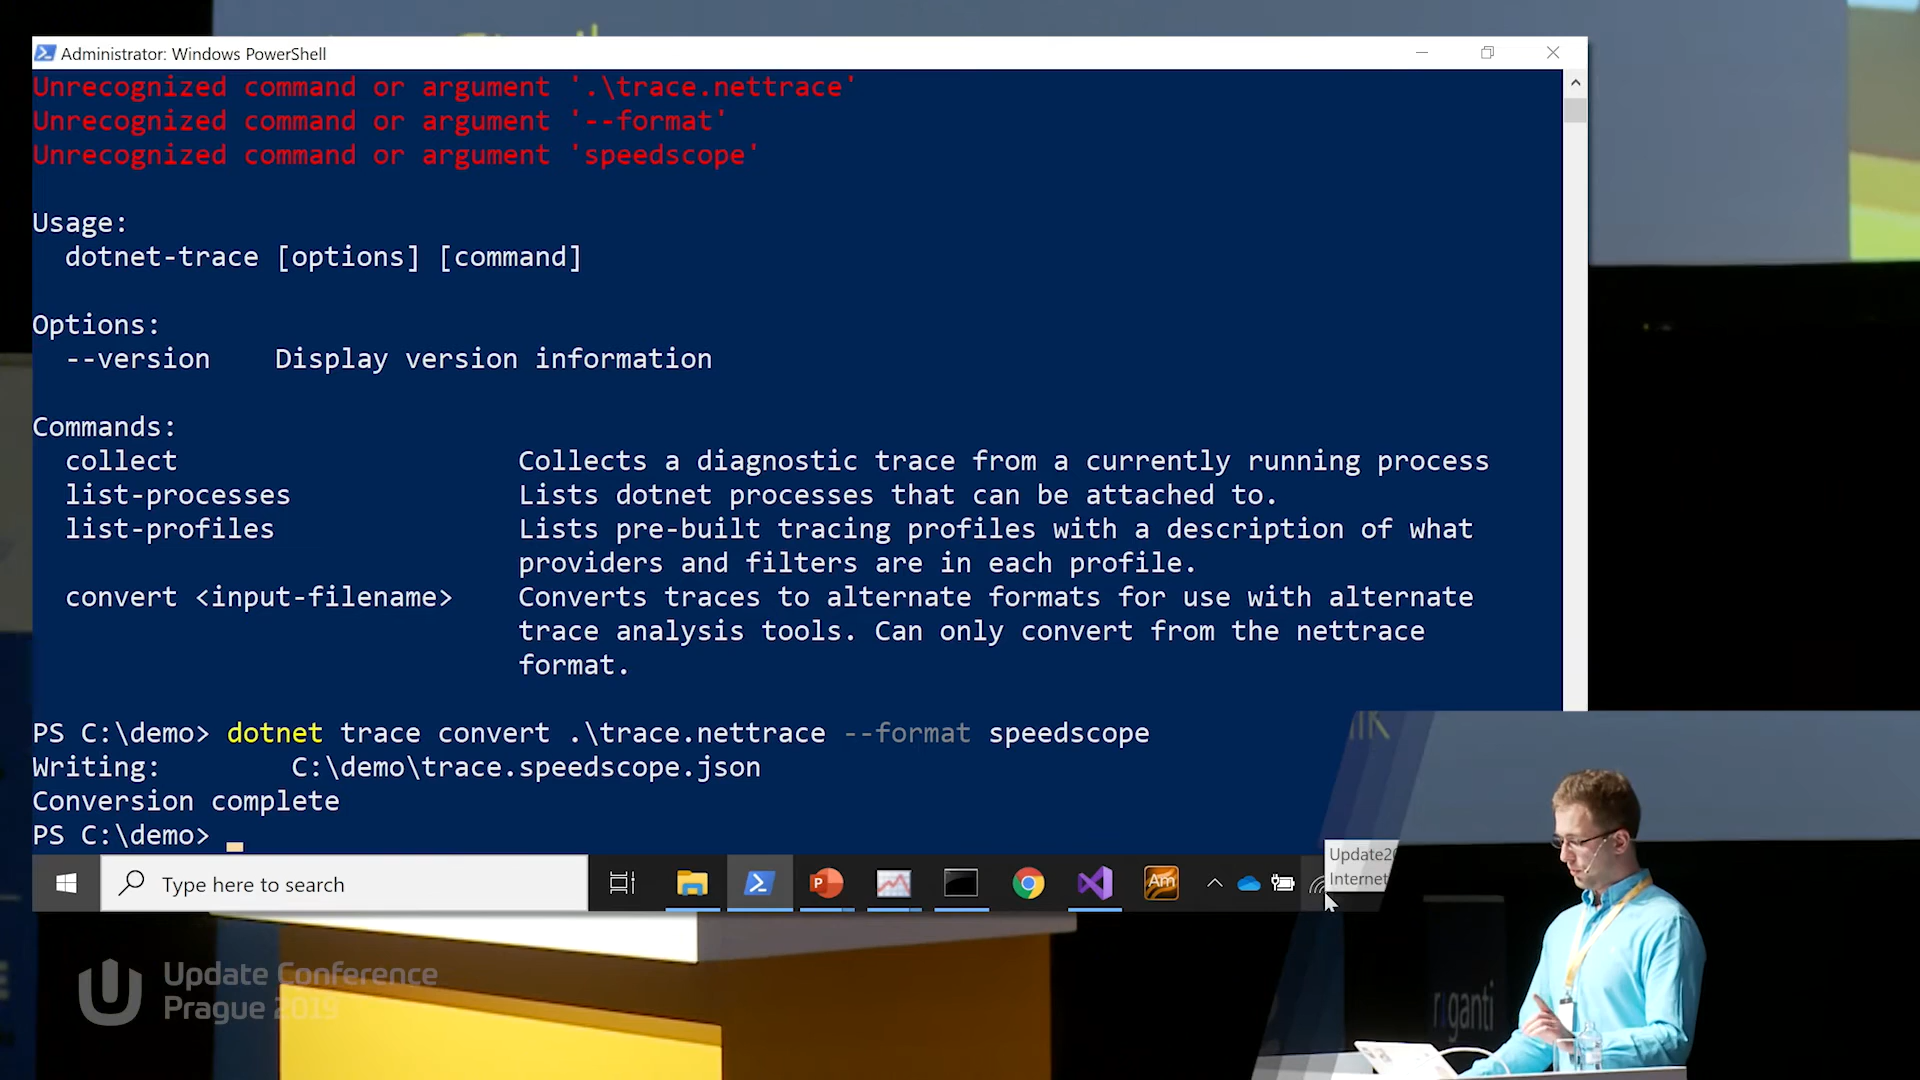 Administrator: Windows PowerShell
Unrecognized command or argument '.\trace.nettrace'
Unrecognized command or argument '--format'
Unrecognized command or argument 'speedscope'
Usage:
dotnet-trace [options] [command]
Options:
--version Display version information
Commands:
collect Collects a diagnostic trace from a currently running process
list-processes Lists dotnet processes that can be attached to.
list-profiles Lists pre-built tracing profiles with a description of what
providers and filters are in each profile.
convert <input-filename> Converts traces to alternate formats for use with alternate
trace analysis tools. Can only convert from the nettrace
format.
PS C:\demo> dotnet trace convert .\trace.nettrace --format speedscope
Writing: C:\demo\trace.speedscope.json
Conversion complete
PS C:\demo>
Type here to search
Am
Internet
Update Conference
Prague 2019
riganti